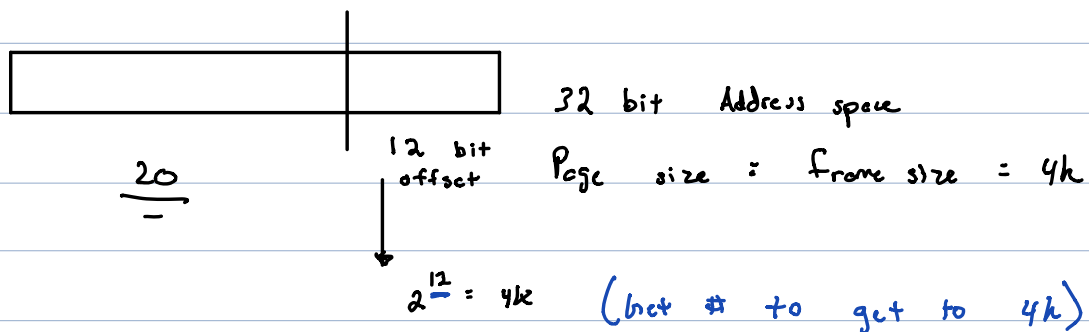 32 bit Address space
12 bit
offset
Page size = frame size = 4k
20
2^12 = 4k
(bet # to get to 4k)